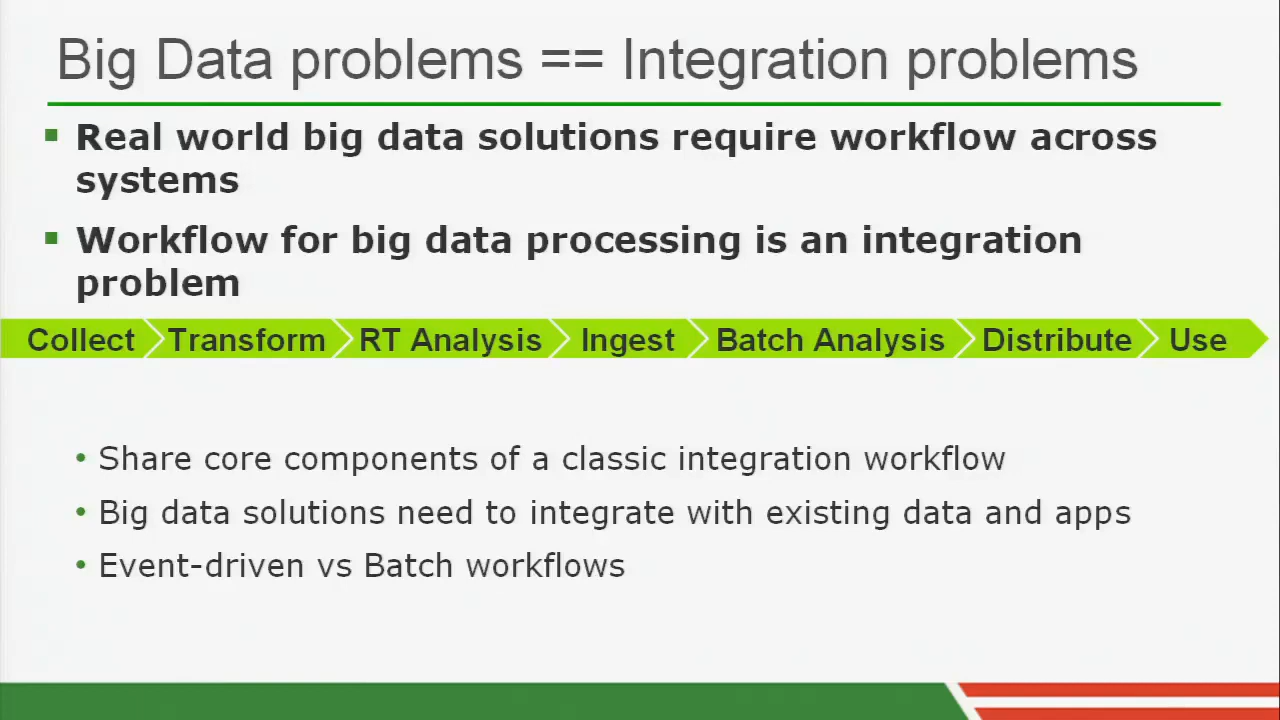 Big Data problems == Integration problems
Real world big data solutions require workflow across
systems
Workflow for big data processing is an integration
problem
Collect Transform RT Analysis Ingest Batch Analysis Distribute Use
Share core components of a classic integration workflow
Big data solutions need to integrate with existing data and apps
Event-driven vs Batch workflows